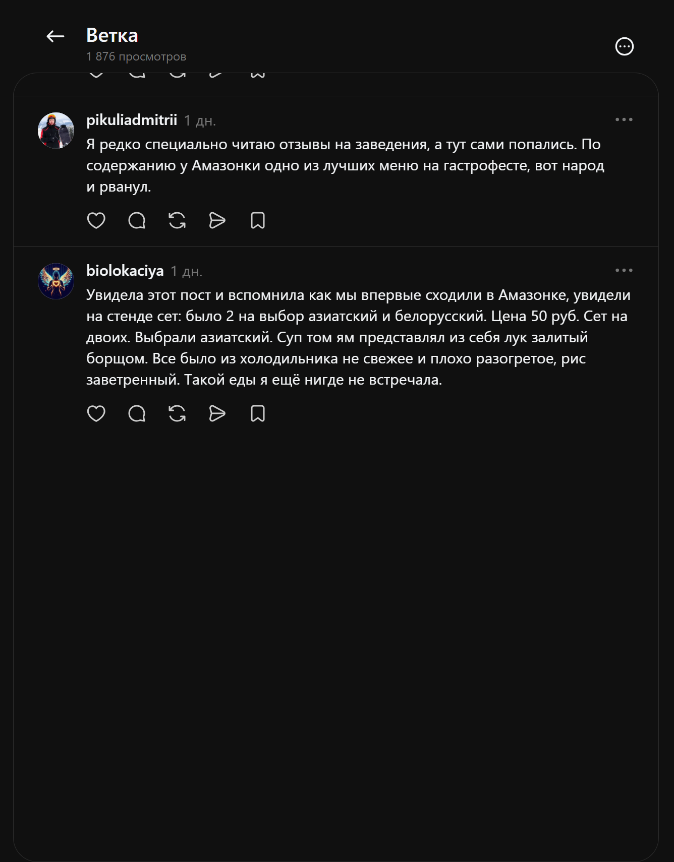 Ветка
1 876 просмотров
pikuliadmitrii 1 дн.
Я редко специально читаю отзывы на заведения, а тут сами попались. По
содержанию у Амазонки одно из лучших меню на гастрофесте, вот народ
и рванул.
biolokaciya 1 дн.
Увидела этот пост и вспомнила как мы впервые сходили в Амазонке, увидели
на стенде сет: было 2 на выбор азиатский и белорусский. Цена 50 руб. Сет на
двоих. Выбрали азиатский. Суп том ям представлял из себя лук залитый
борщом. Все было из холодильника не свежее и плохо разогретое, рис
заветренный. Такой еды я ещё нигде не встречала.